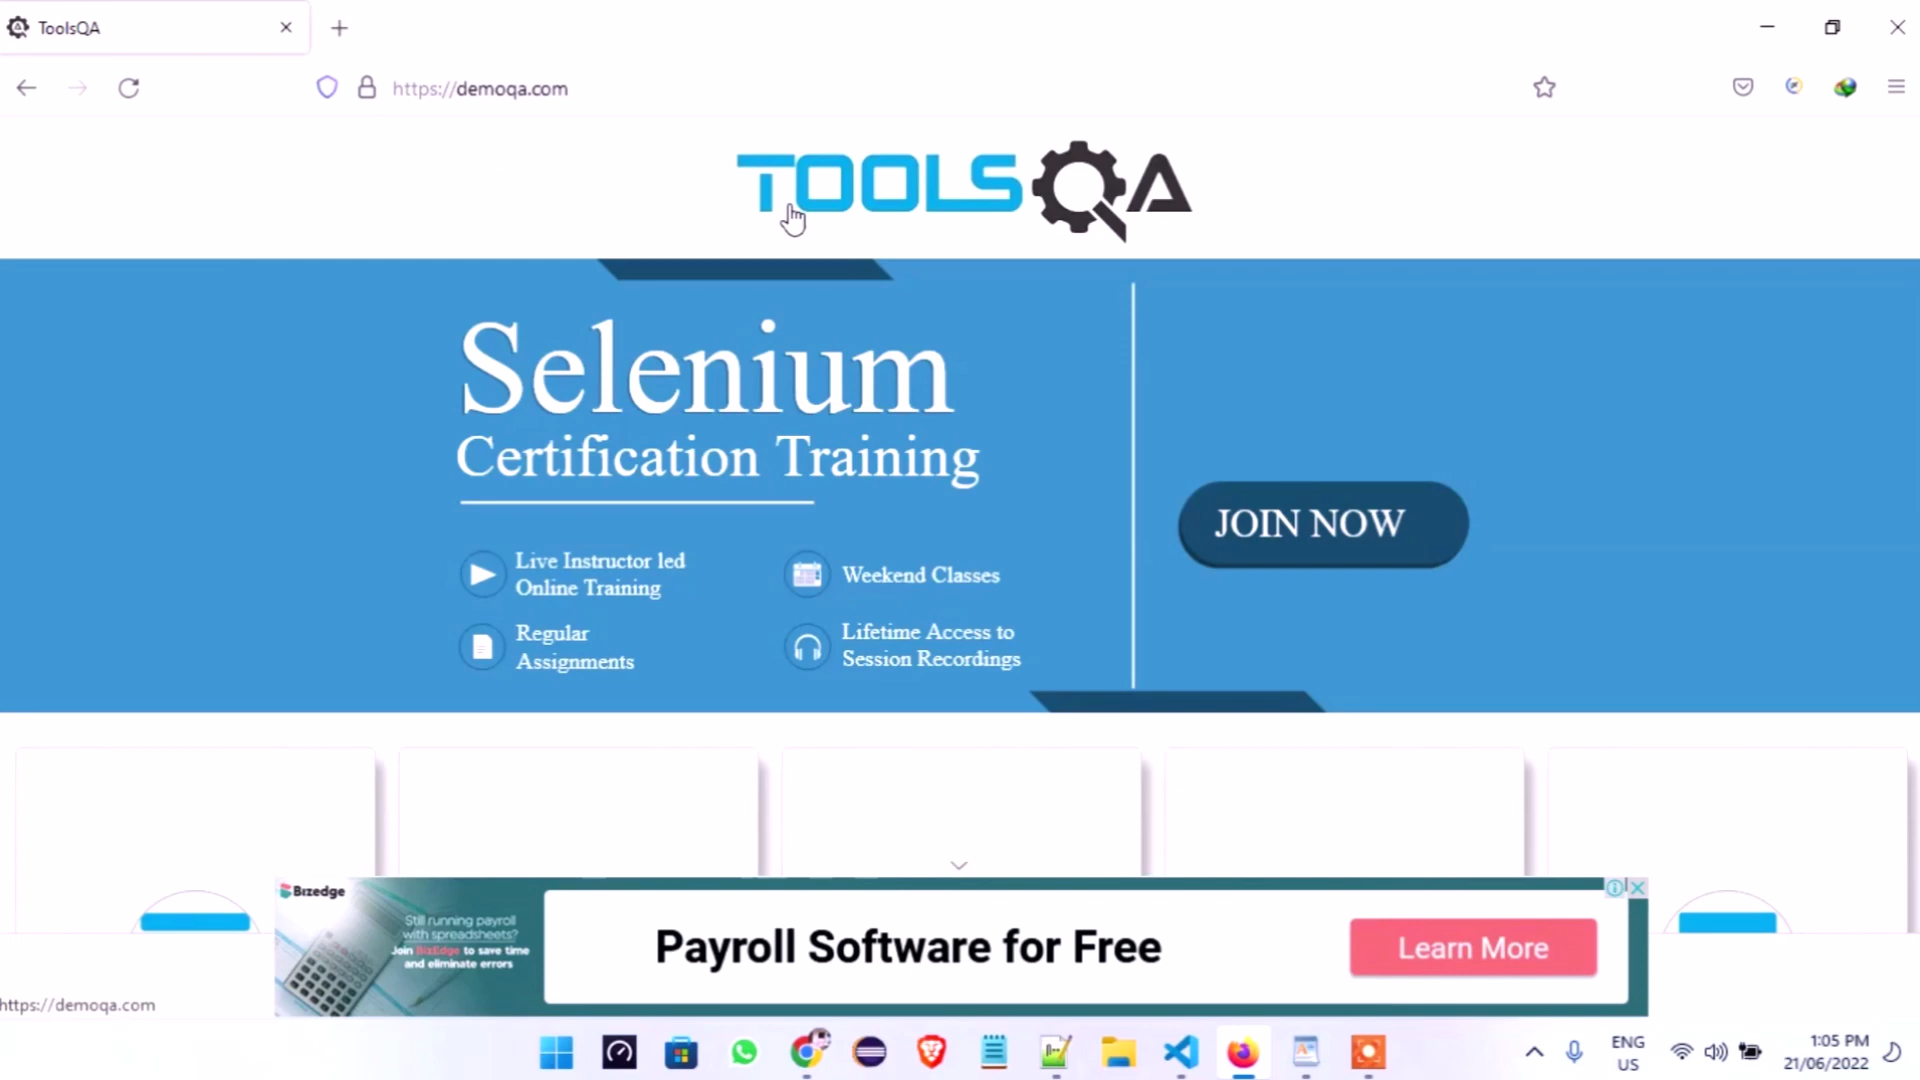 ToolsQA
https://demoqa.com
TOOLSQA
Selenium
Certification Training
JOIN NOW
Live Instructor led
Online Training
Weekend Classes
Regular
Assignments
Lifetime Access to
Session Recordings
Bizedge
Still running payroll
with spreadsheets?
Join BizEdge to save time
and eliminate errors
Payroll Software for Free
Learn More
https://demoqa.com
ENG
US
1:05 PM
21/06/2022